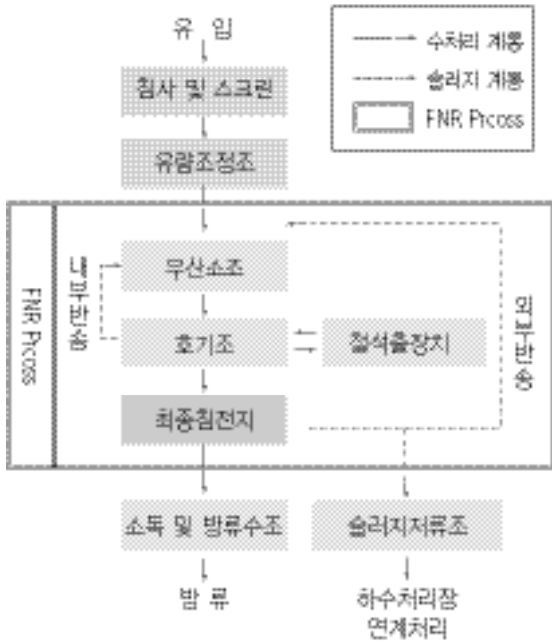 유 입
수처리 계통
슬러지 계통
FNR Prcoss
침사 및 스크린
유량조정조
FNR Prcoss
내부반송
무산소조
호기조
철석출장치
외부반송
최종침전지
소독 및 방류수조
슬러지저류조
방 류
하수처리장
연계처리